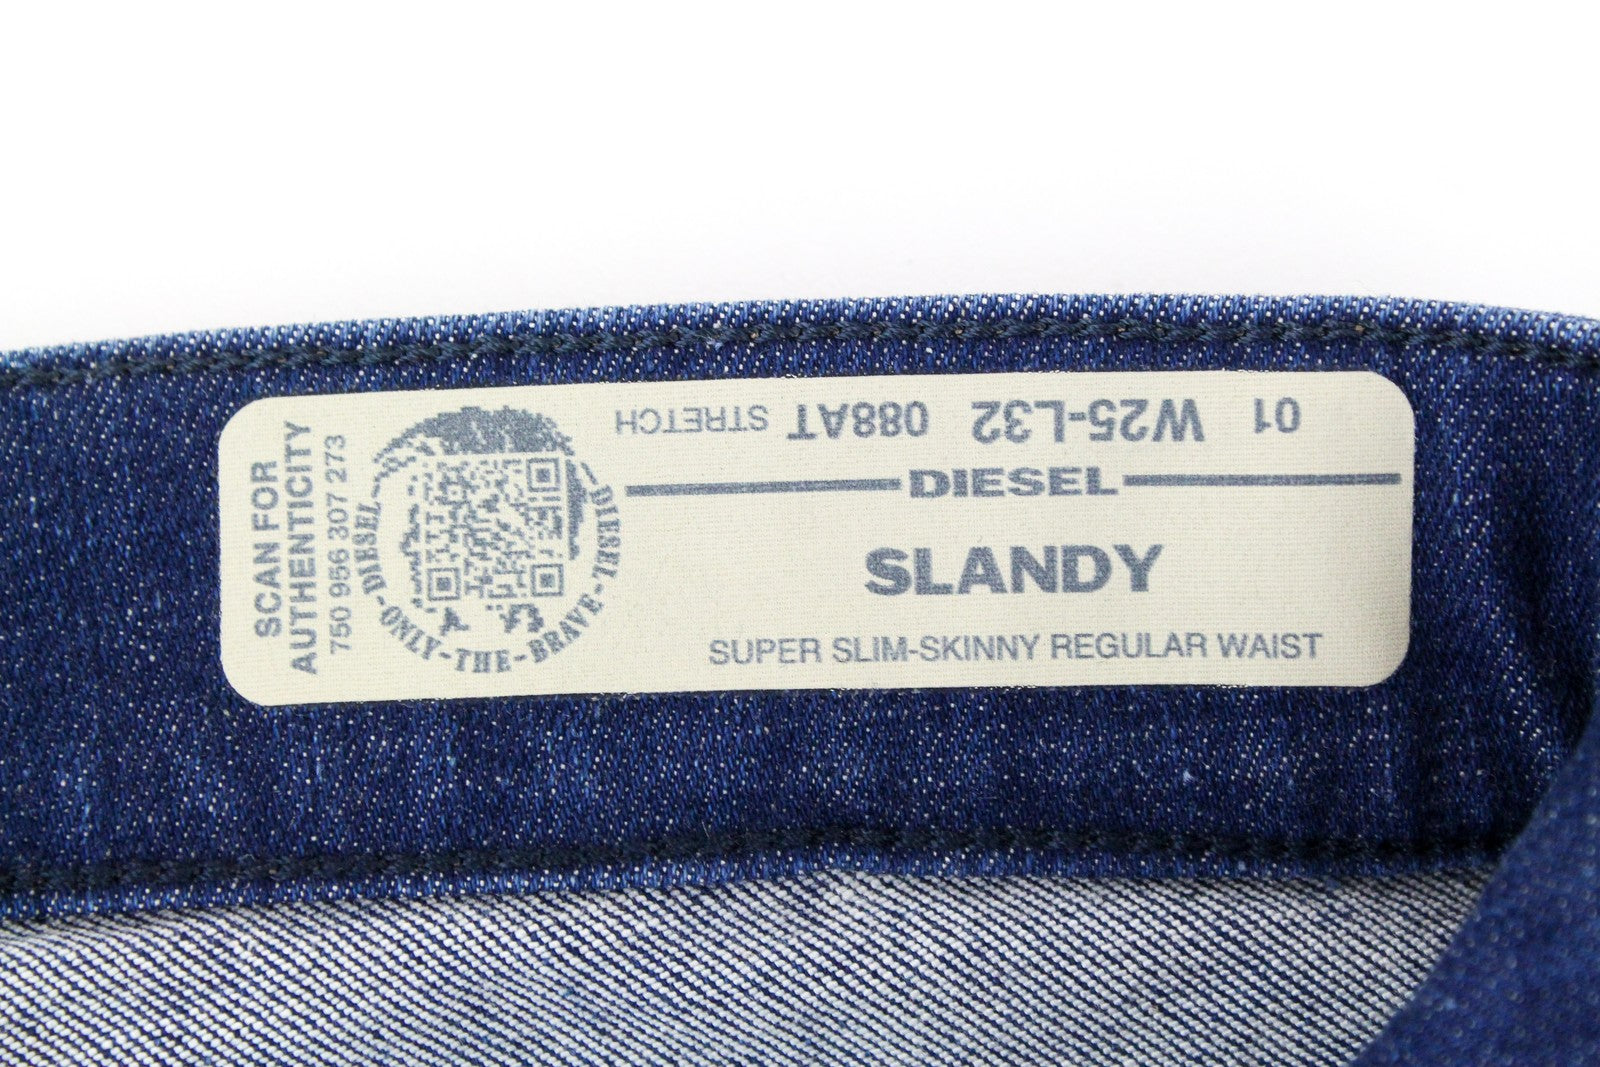 SCAN FOR
AUTHENTICITY
750 956 307 273
DIESEL-ONLY-THE-BRAVE-DIESEL
01 W25-L32 088AT STRETCH
DIESEL
SLANDY
SUPER SLIM-SKINNY REGULAR WAIST